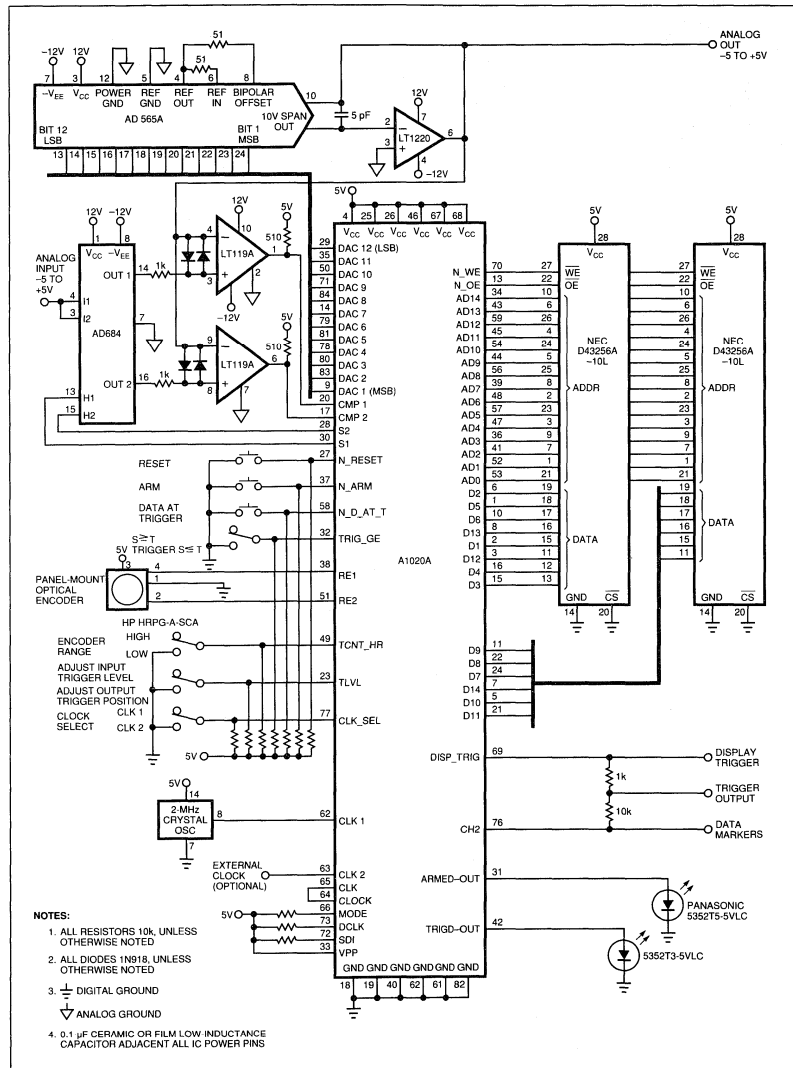 ANALOG
OUT
–5 TO +5V
–12V 12V
51
51
7 3 12 5 4 6 8
–VEE VCC POWER GND REF GND REF OUT REF IN BIPOLAR OFFSET
AD 565A
10V SPAN OUT
10
5 pF
BIT 12 LSB
BIT 1 MSB
13 14 15 16 17 18 19 20 21 22 23 24
12V
7
2
3
–
+
LT1220
6
4
–12V
12V –12V
1 8
VCC –VEE
ANALOG
INPUT
–5 TO
+5V
4 I1
3 I2
AD684
OUT 1 14 1k
7
OUT 2 16 1k
13 H1
15 H2
12V
10
4
3
–
+
LT119A
1
2
–12V
5V
510
9
8
–
+
LT119A
6
7
5V
510
5V
4 25 26 46 67 68
VCC VCC VCC VCC VCC VCC
29 DAC 12 (LSB)
35 DAC 11
50 DAC 10
71 DAC 9
84 DAC 8
14 DAC 7
79 DAC 6
81 DAC 5
78 DAC 4
80 DAC 3
83 DAC 2
9 DAC 1 (MSB)
20 CMP 1
17 CMP 2
28 S2
30 S1
RESET 27 N_RESET
ARM 37 N_ARM
DATA AT
TRIGGER 58 N_D_AT_T
S≥T
TRIGGER S≤T 32 TRIG_GE
A1020A
5V
3
PANEL-MOUNT
OPTICAL
ENCODER
4 38 RE1
1
2 51 RE2
HP HRPG-A-SCA
ENCODER
RANGE
HIGH
LOW
49 TCNT_HR
ADJUST INPUT
TRIGGER LEVEL
ADJUST OUTPUT
TRIGGER POSITION
23 TLVL
CLOCK
SELECT
CLK 1
CLK 2
77 CLK_SEL
5V
5V
14
2-MHz
CRYSTAL
OSC
8 62 CLK 1
7
EXTERNAL
CLOCK
(OPTIONAL)
63 CLK 2
65 CLK
64 CLOCK
5V
66 MODE
73 DCLK
72 SDI
33 VPP
GND GND GND GND GND GND
18 19 40 62 61 82
N_WE 70 27 WE
N_OE 13 22 OE
AD14 34 10
AD13 43 6
AD12 59 26
AD11 45 4
AD10 54 24
AD9 44 5
AD8 56 25
AD7 39 8
AD6 48 2
AD5 57 23
AD4 47 3
AD3 36 9
AD2 41 7
AD1 52 1
AD0 53 21
D2 6 19
D5 1 18
D6 10 17
D13 8 16
D1 2 15
D12 3 11
D4 16 12
D3 15 13
5V
28
VCC
NEC
D43256A
~10L
ADDR
DATA
GND CS
14 20
5V
28
VCC
27 WE
22 OE
10
6
26
4
24
5
25
8
2
23
3
9
7
1
21
19
18
17
16
15
11
NEC
D43256A
~10L
ADDR
DATA
GND CS
14 20
D9 11
D8 22
D7 24
D14 7
D10 5
D11 21
DISP_TRIG 69
DISPLAY
TRIGGER
1k
TRIGGER
OUTPUT
10k
CH2 76
DATA
MARKERS
ARMED–OUT 31
PANASONIC
5352T5-5VLC
TRIGD–OUT 42
5352T3-5VLC
NOTES:
1. ALL RESISTORS 10k, UNLESS
OTHERWISE NOTED
2. ALL DIODES 1N918, UNLESS
OTHERWISE NOTED
3. DIGITAL GROUND
ANALOG GROUND
4. 0.1 µF CERAMIC OR FILM LOW-INDUCTANCE
CAPACITOR ADJACENT ALL IC POWER PINS